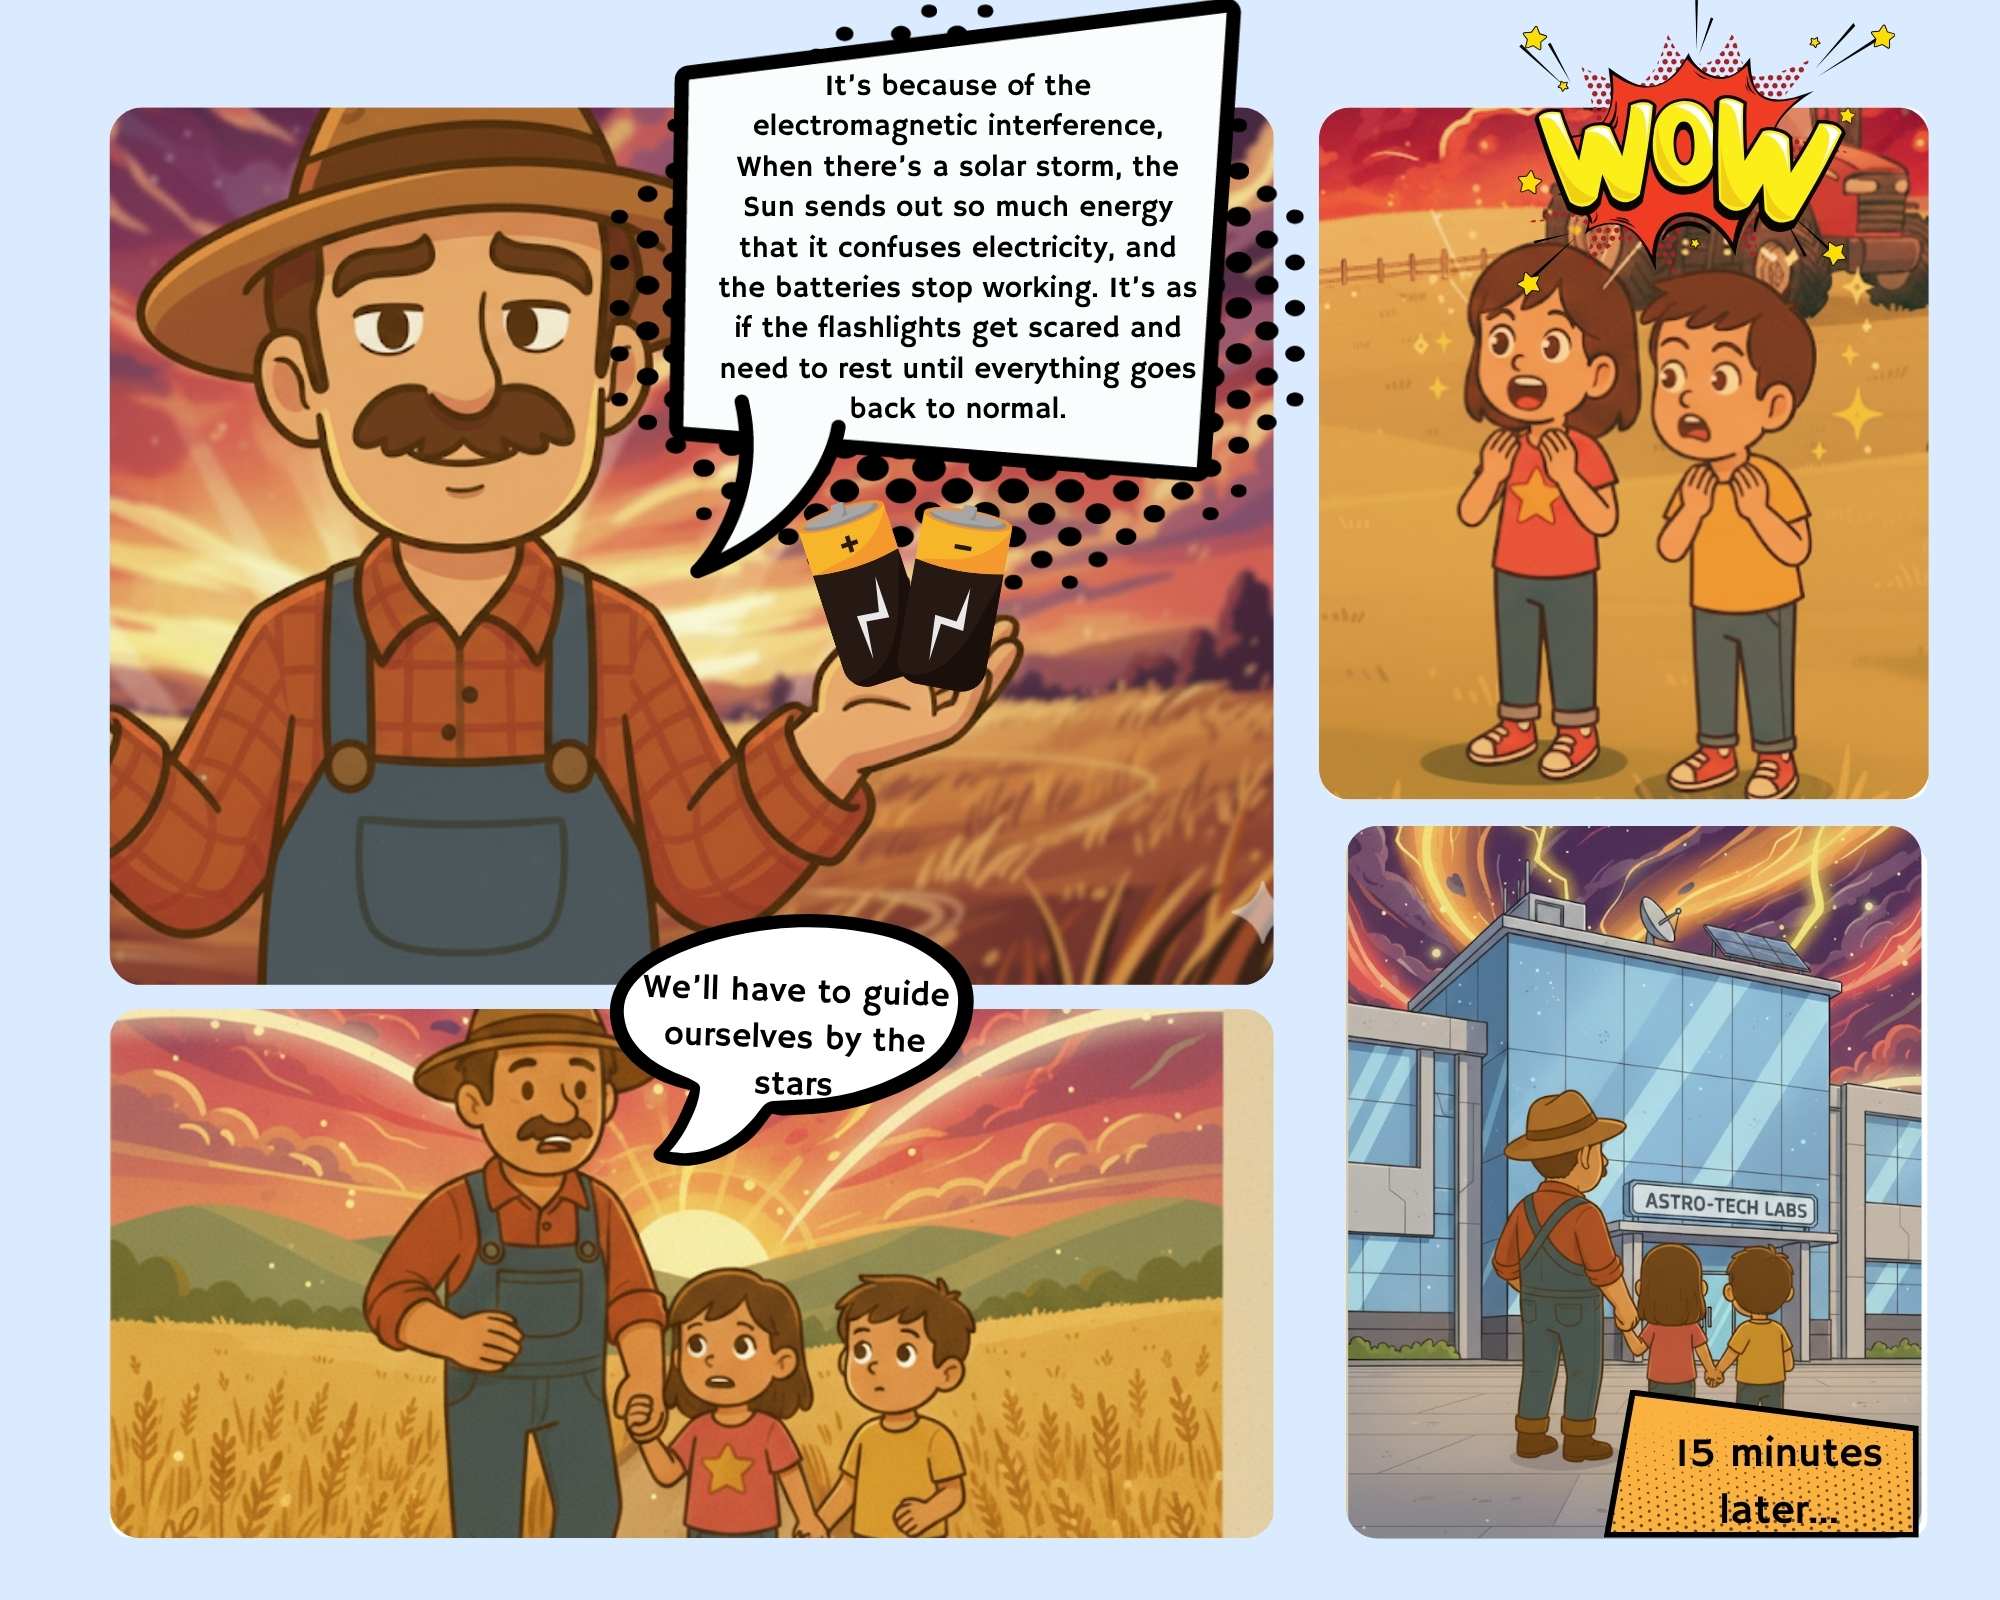 It's because of the
electromagnetic interference,
When there's a solar storm, the
Sun sends out so much energy
that it confuses electricity, and
the batteries stop working. It's as
if the flashlights get scared and
need to rest until everything goes
back to normal.
WOW
+ -
We'll have to guide
ourselves by the
stars
ASTRO-TECH LABS
15 minutes
later...